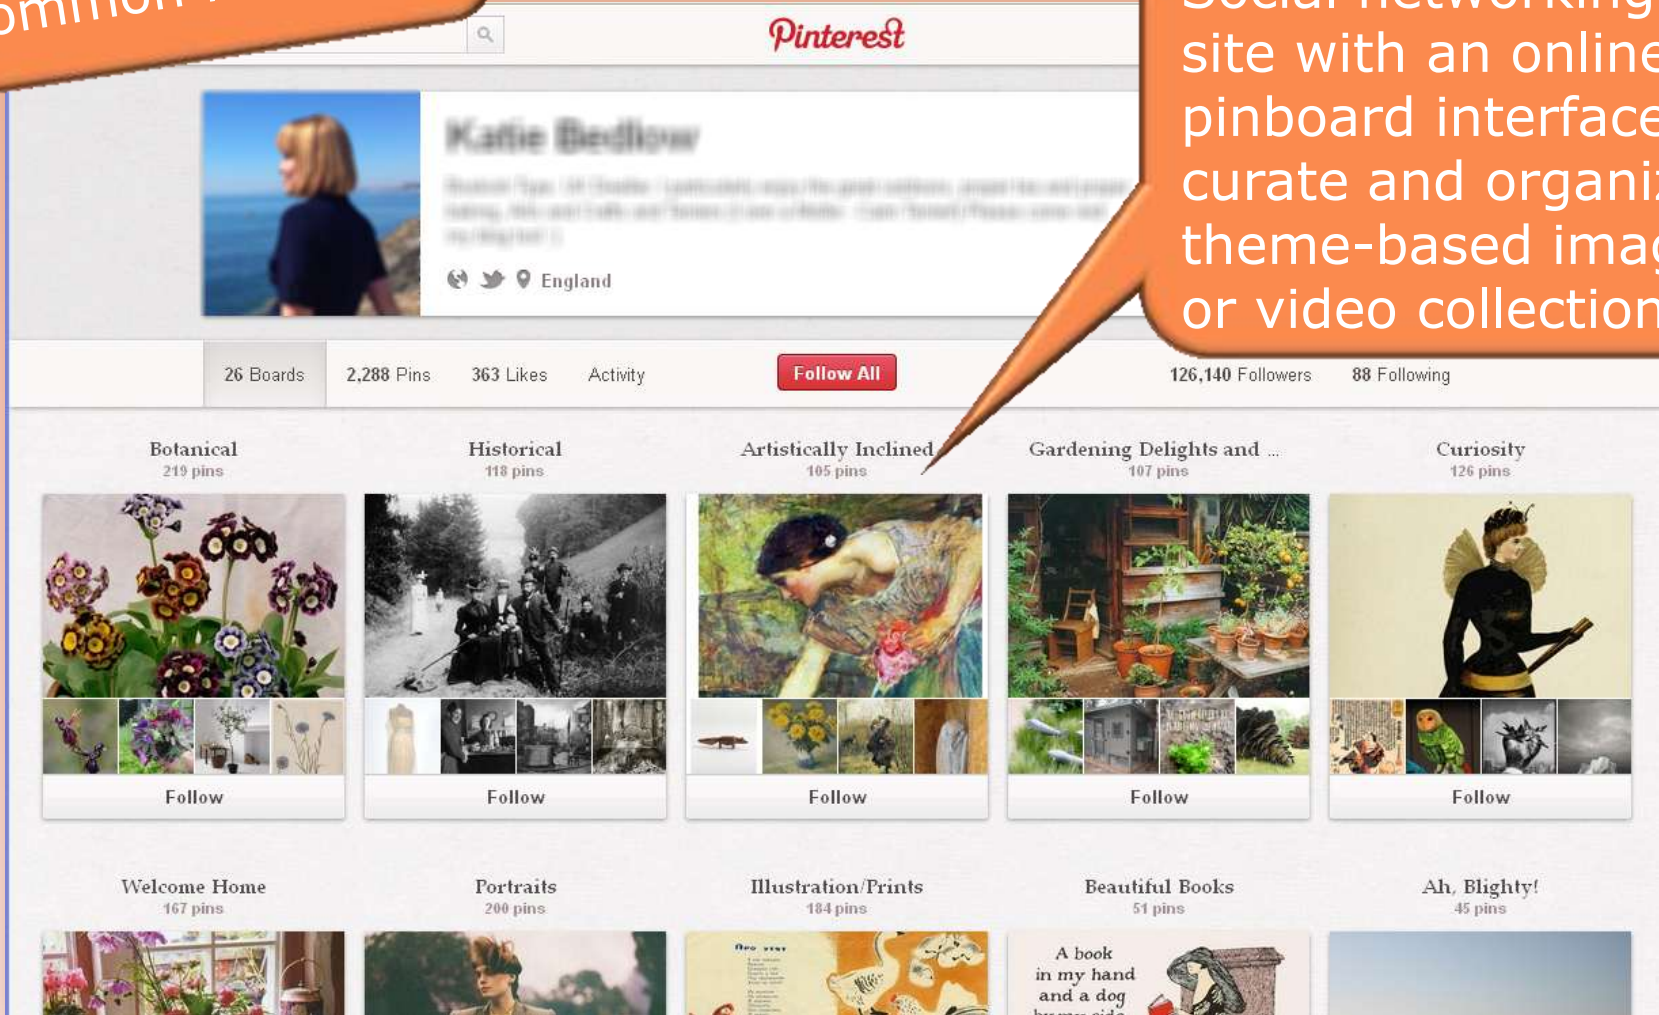 Pinterest
site with an online
pinboard interface
curate and
theme-based
or video
Katie Bedlow
England
26 Boards 2,288 Pins 363 Likes Activity Follow All 126,140 Followers 88 Following
Botanical Historical Artistically Inclined Gardening Delights and ... Curiosity
219 pins 118 pins 105 pins 107 pins 126 pins
Follow Follow Follow Follow Follow
Welcome Home Portraits Illustration/Prints Beautiful Books Ah, Blighty!
167 pins 200 pins 184 pins 51 pins 45 pins
A book
in my hand
and a dog